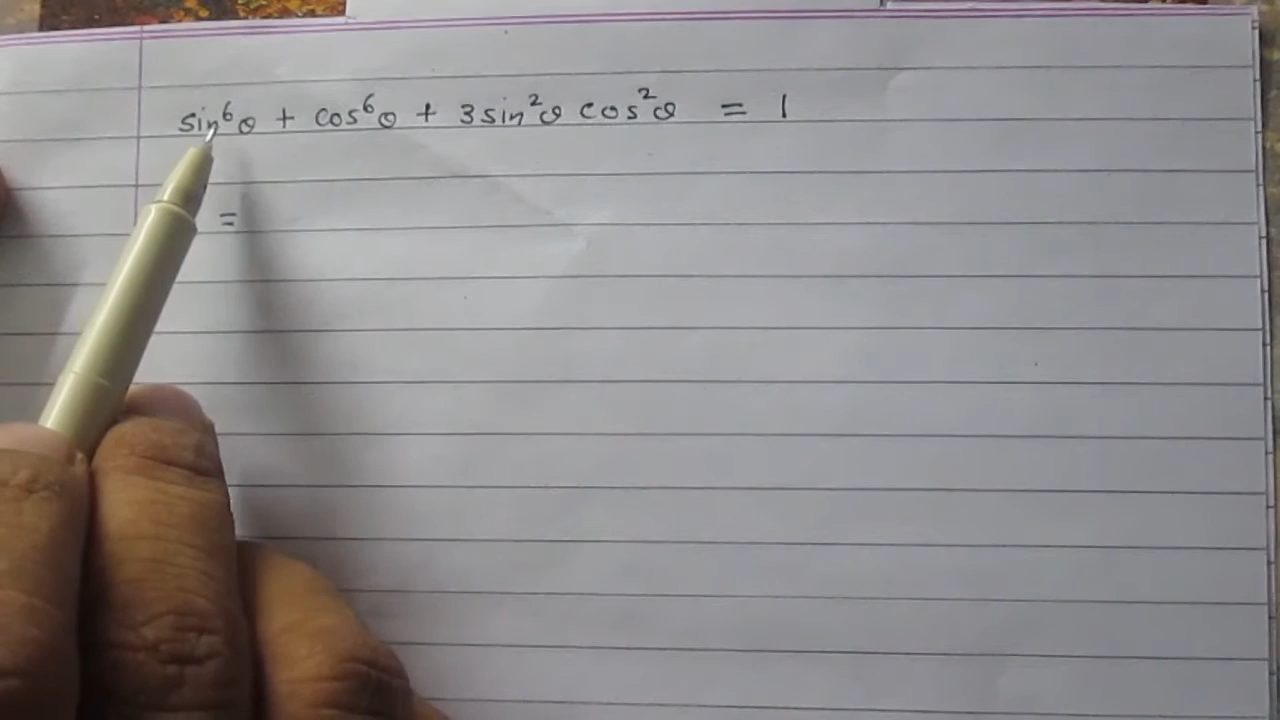 sin⁶θ + cos⁶θ + 3sin²θ cos²θ = 1
=